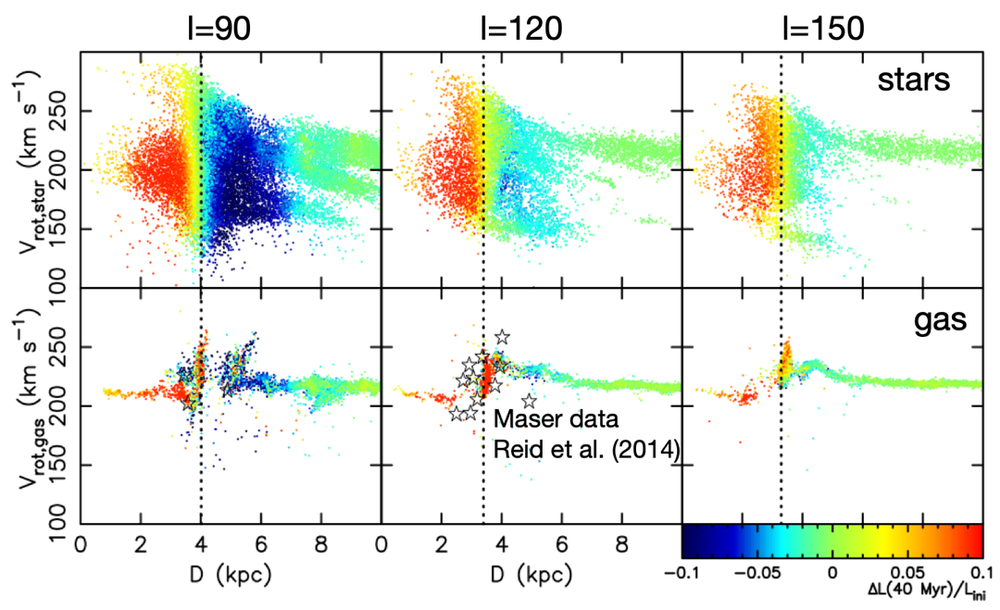 l=90 l=120 l=150
stars
V_rot,star (km s⁻¹)
250
200
150
100
gas
V_rot,gas (km s⁻¹)
250
200
150
100
Maser data
Reid et al. (2014)
0 2 4 6 8 0 2 4 6 8
D (kpc) D (kpc)
−0.1 −0.05 0 0.05 0.1
ΔL(40 Myr)/L_ini